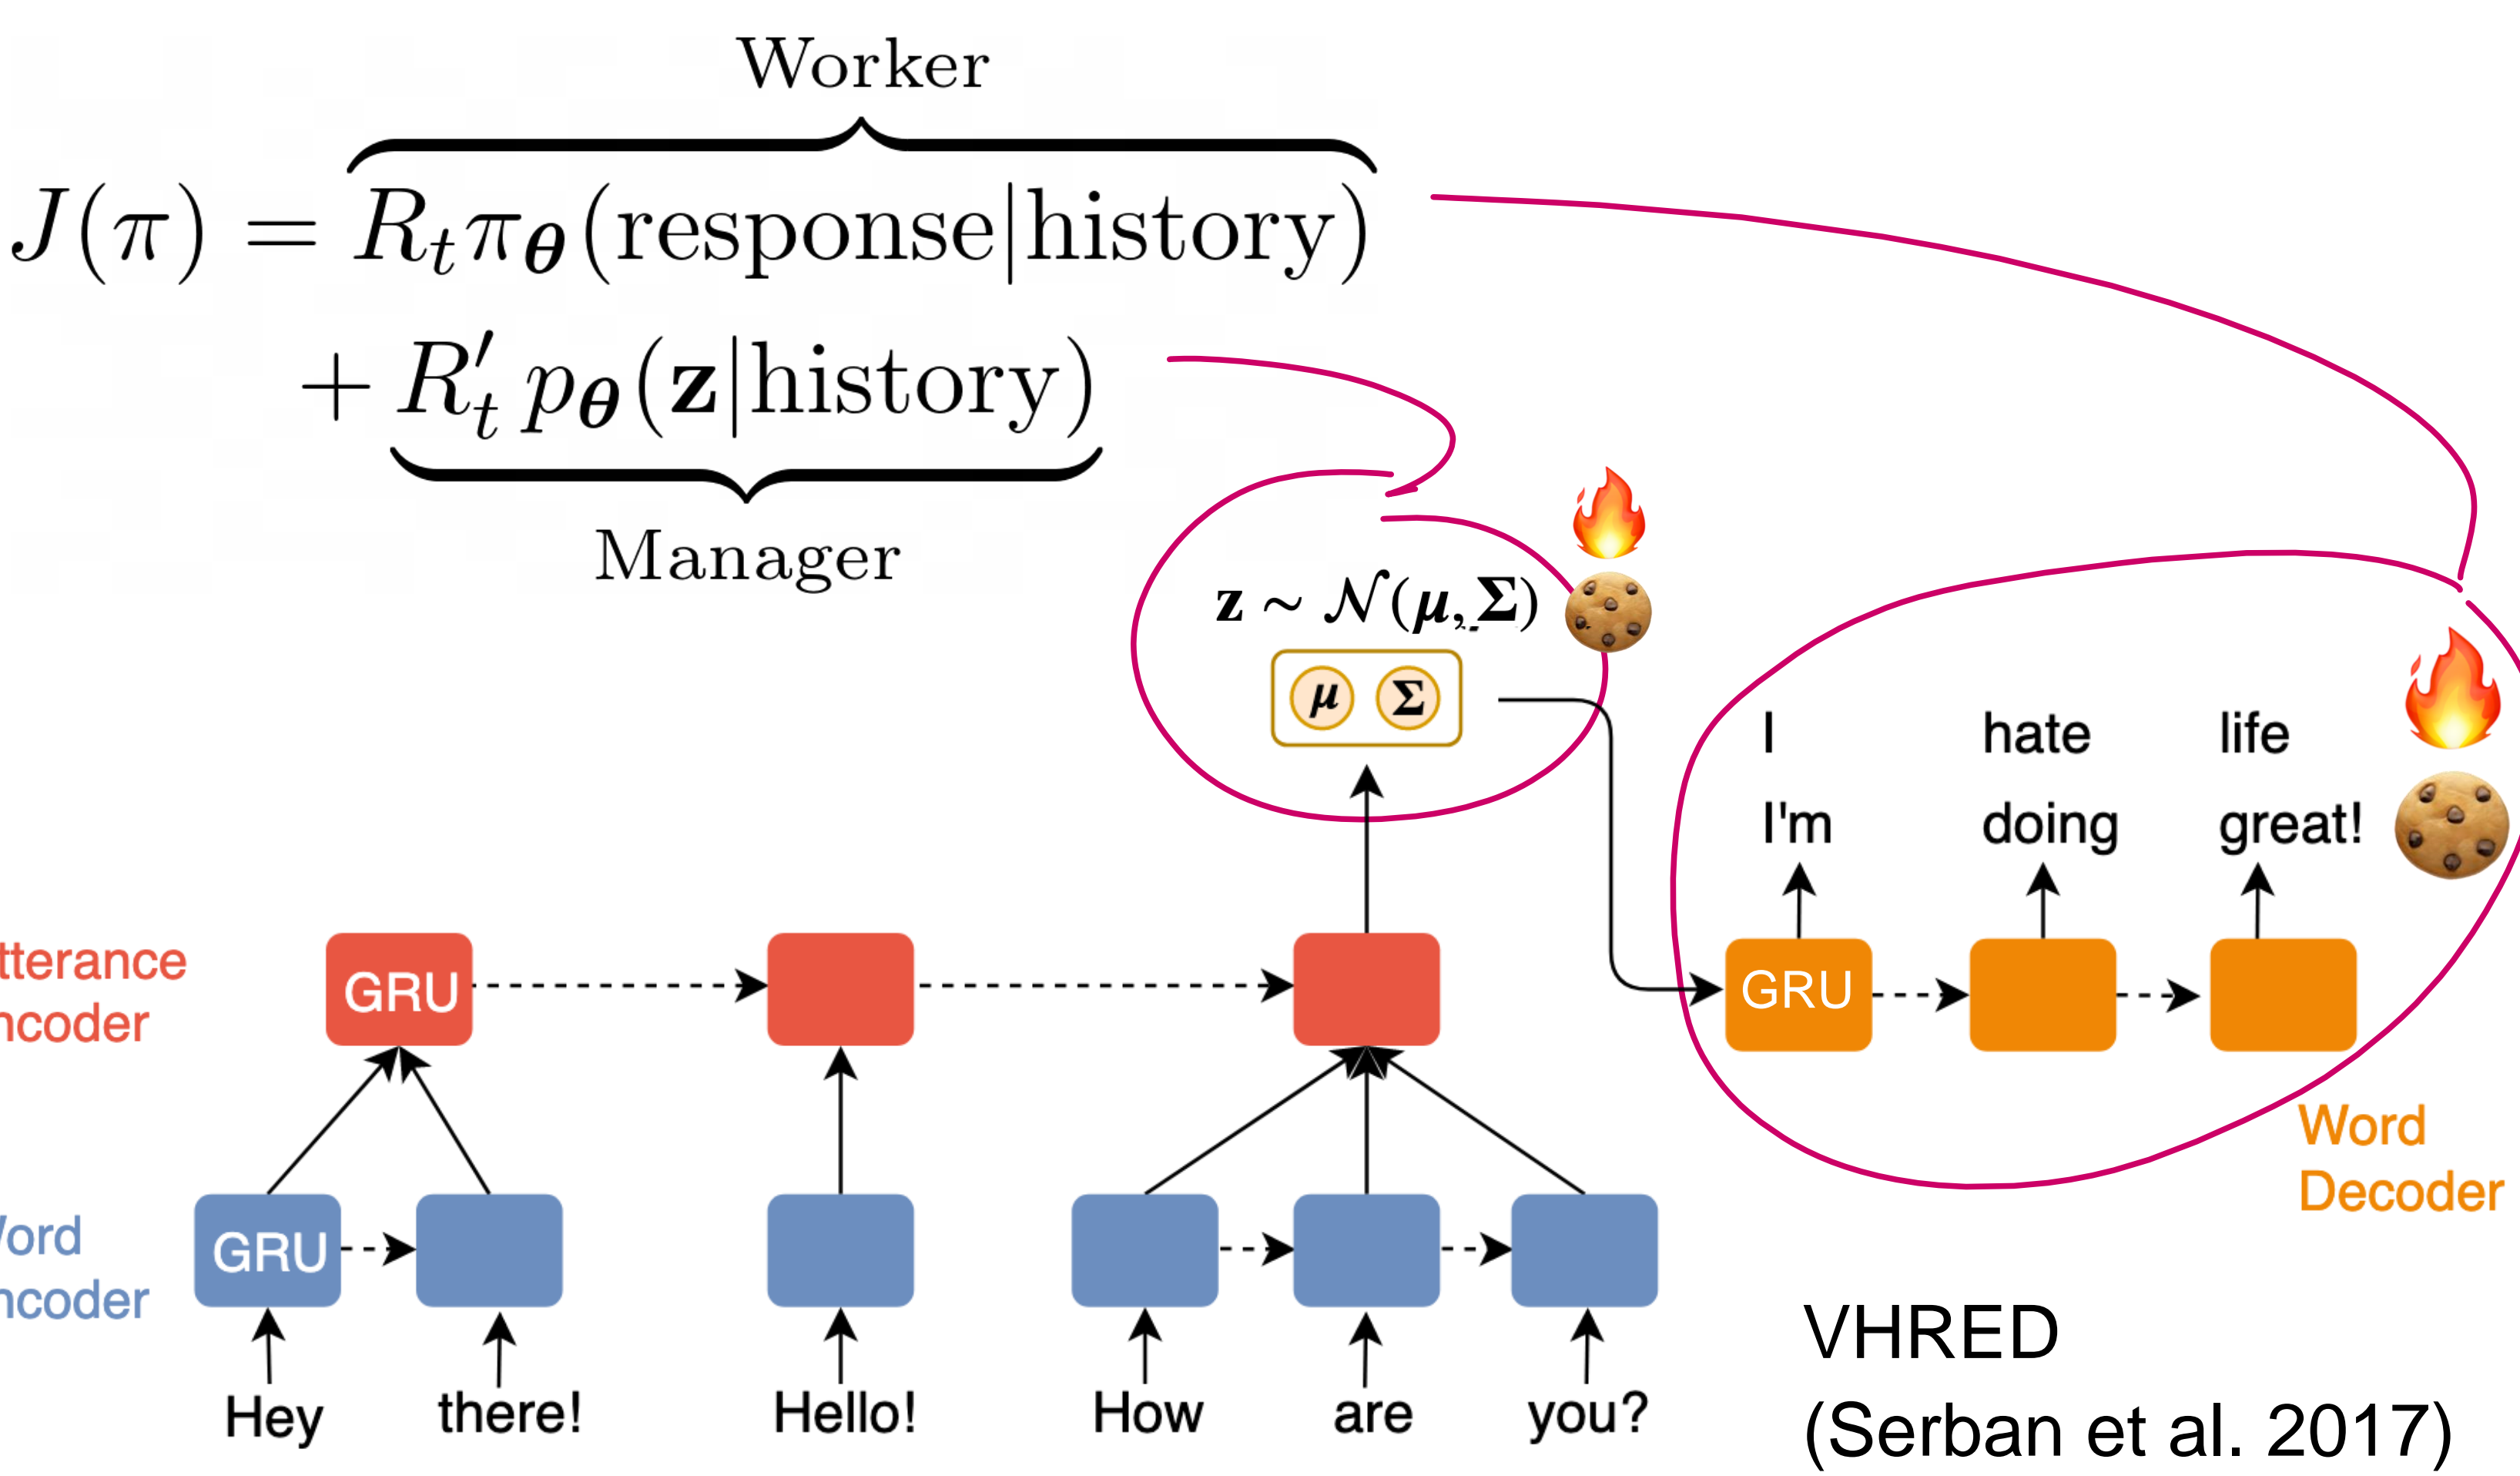 Worker
J(π) = R_t π_θ(response|history)
+ R'_t p_θ(z|history)
Manager
z ~ 𝒩(μ, Σ)
μ Σ
I hate life
I'm doing great!
tterance
ncoder
GRU
GRU
Word
Decoder
ord
ncoder
GRU
Hey there! Hello! How are you?
VHRED
(Serban et al. 2017)